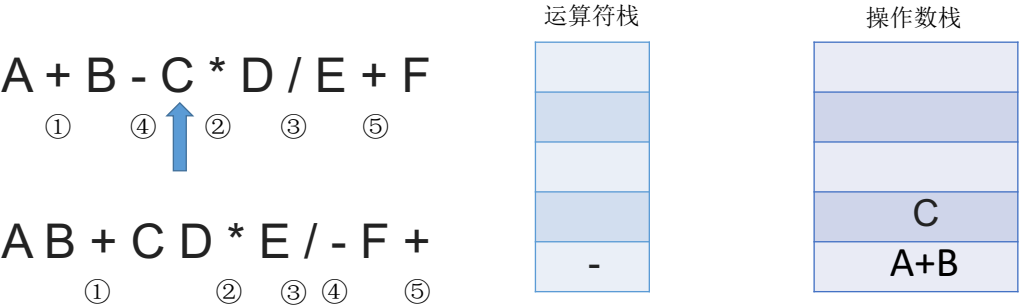 运算符栈
操作数栈
A + B - C * D / E + F
① ④ ② ③ ⑤
A B + C D * E / - F +
① ② ③ ④ ⑤
-
C
A+B